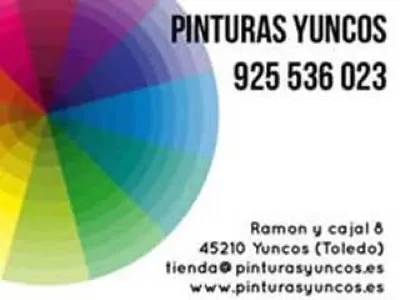 PINTURAS YUNCOS
925 536 023
Ramon y cajal 8
45210 Yuncos (Toledo)
tienda@pinturasyuncos.es
www.pinturasyuncos.es